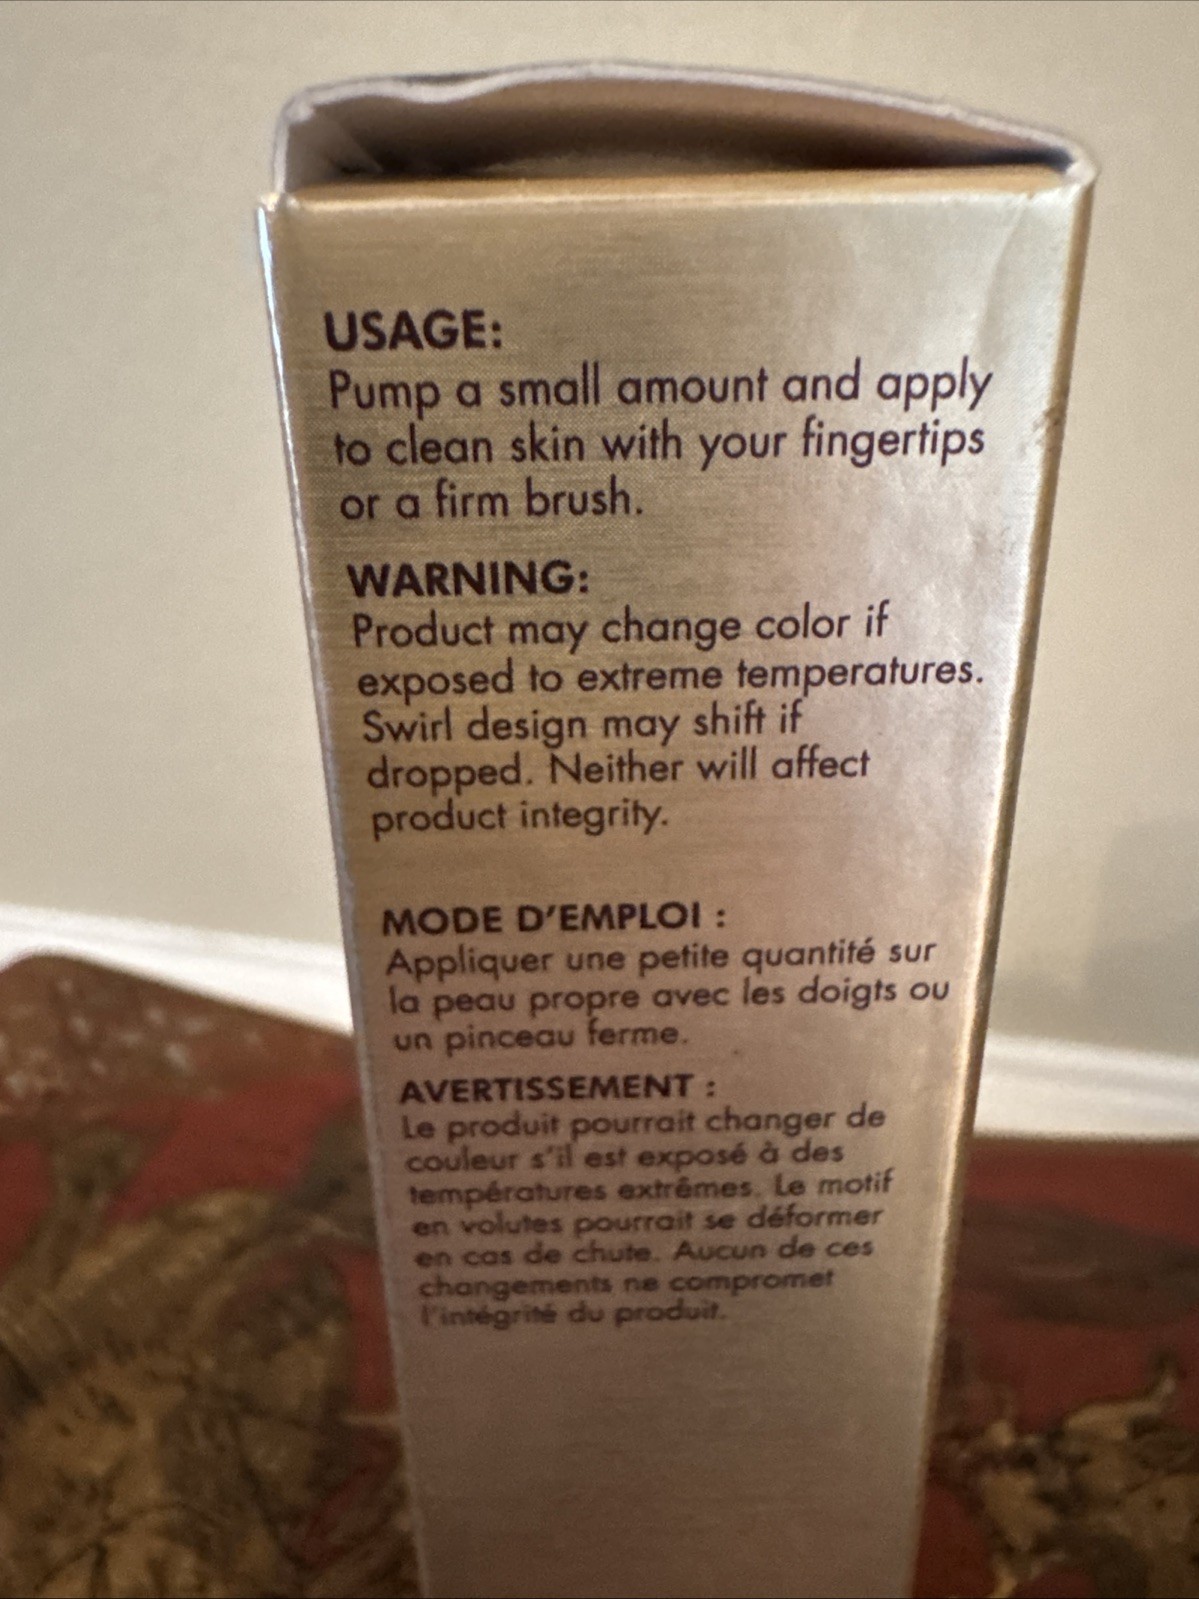 USAGE:
Pump a small amount and apply
to clean skin with your fingertips
or a firm brush.
WARNING:
Product may change color if
exposed to extreme temperatures.
Swirl design may shift if
dropped. Neither will affect
product integrity.
MODE D'EMPLOI :
Appliquer une petite quantité sur
la peau propre avec les doigts ou
un pinceau ferme.
AVERTISSEMENT :
Le produit pourrait changer de
couleur s'il est exposé à des
températures extrêmes. Le motif
en volutes pourrait se déformer
en cas de chute. Aucun de ces
changements ne compromet
l'intégrité du produit.